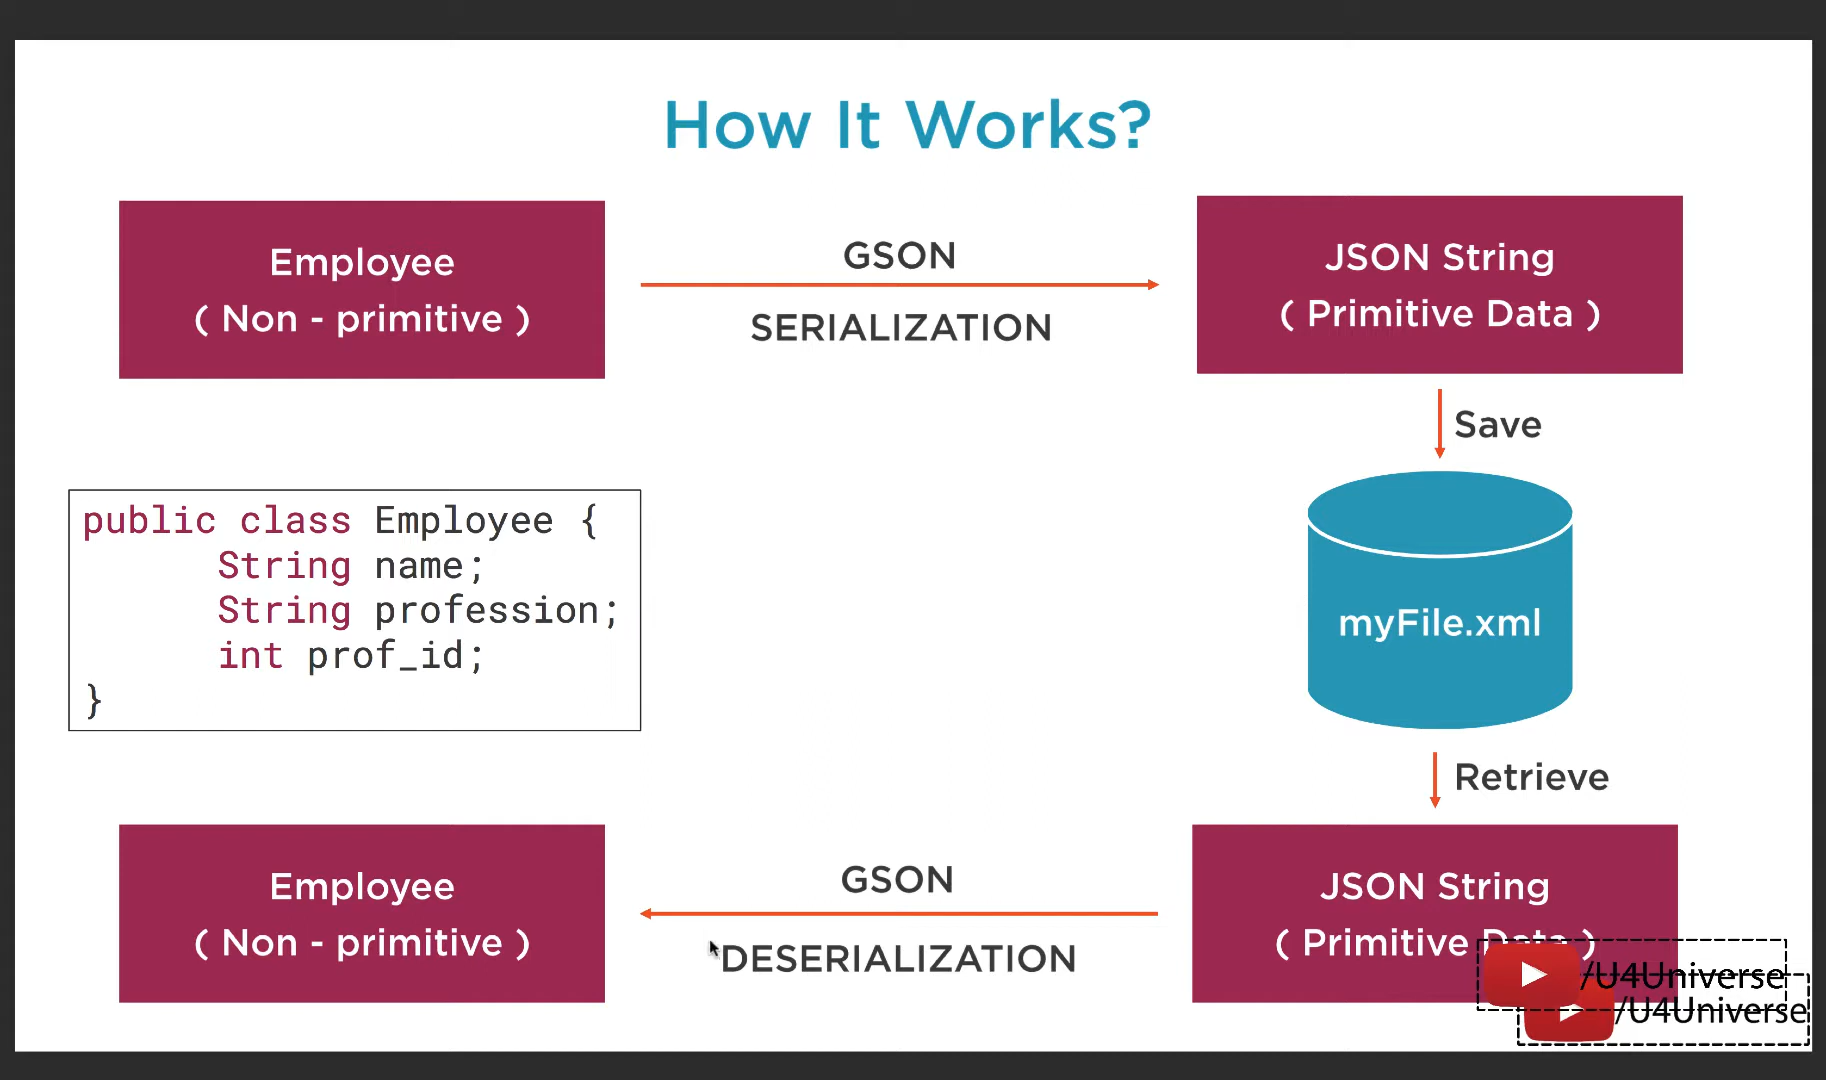 How It Works?
Employee
( Non - primitive )
GSON
SERIALIZATION
JSON String
( Primitive Data )
Save
public class Employee {
String name;
String profession;
int prof_id;
}
myFile.xml
Retrieve
Employee
( Non - primitive )
GSON
DESERIALIZATION
JSON String
( Primitive Data )
/U4Universe
/U4Universe